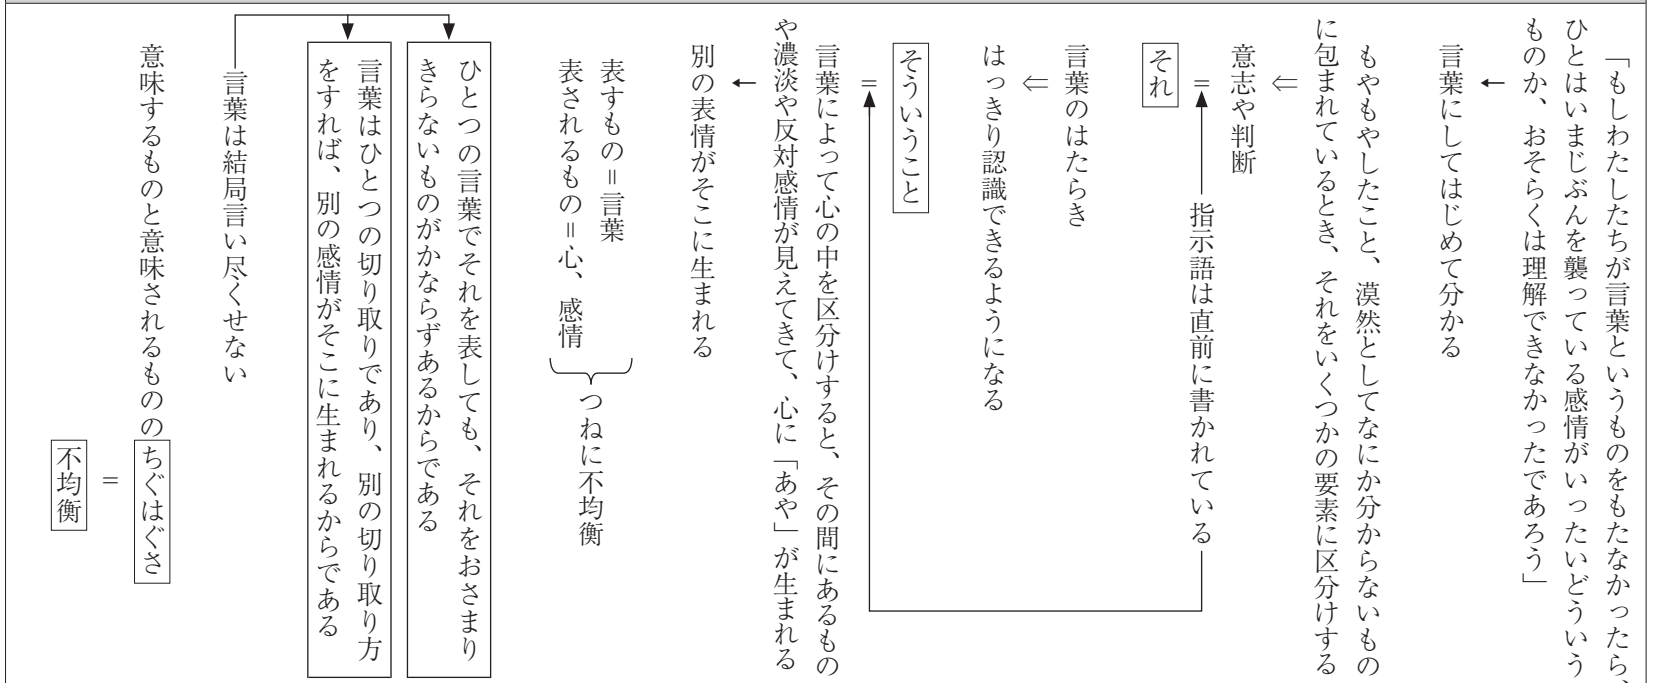 「もしわたしたちが言葉というものをもたなかったら、
ひとはいまじぶんを襲っている感情がいったいどういう
ものか、おそらくは理解できなかったであろう」
↓
言葉にしてはじめて分かる
もやもやしたこと、漠然としてなにか分からないもの
に包まれているとき、それをいくつかの要素に区分けする
⇓
意志や判断
＝
それ
指示語は直前に書かれている
言葉のはたらき
⇓
はっきり認識できるようになる
そういうこと
＝
言葉によって心の中を区分けすると、その間にあるもの
や濃淡や反対感情が見えてきて、心に「あや」が生まれる
↓
別の表情がそこに生まれる
表すもの＝言葉
表されるもの＝心、感情
つねに不均衡
ひとつの言葉でそれを表しても、それをおさまり
きらないものがかならずあるからである
言葉はひとつの切り取りであり、別の切り取り方
をすれば、別の感情がそこに生まれるからである
言葉は結局言い尽くせない
意味するものと意味されるもののちぐはぐさ
＝
不均衡